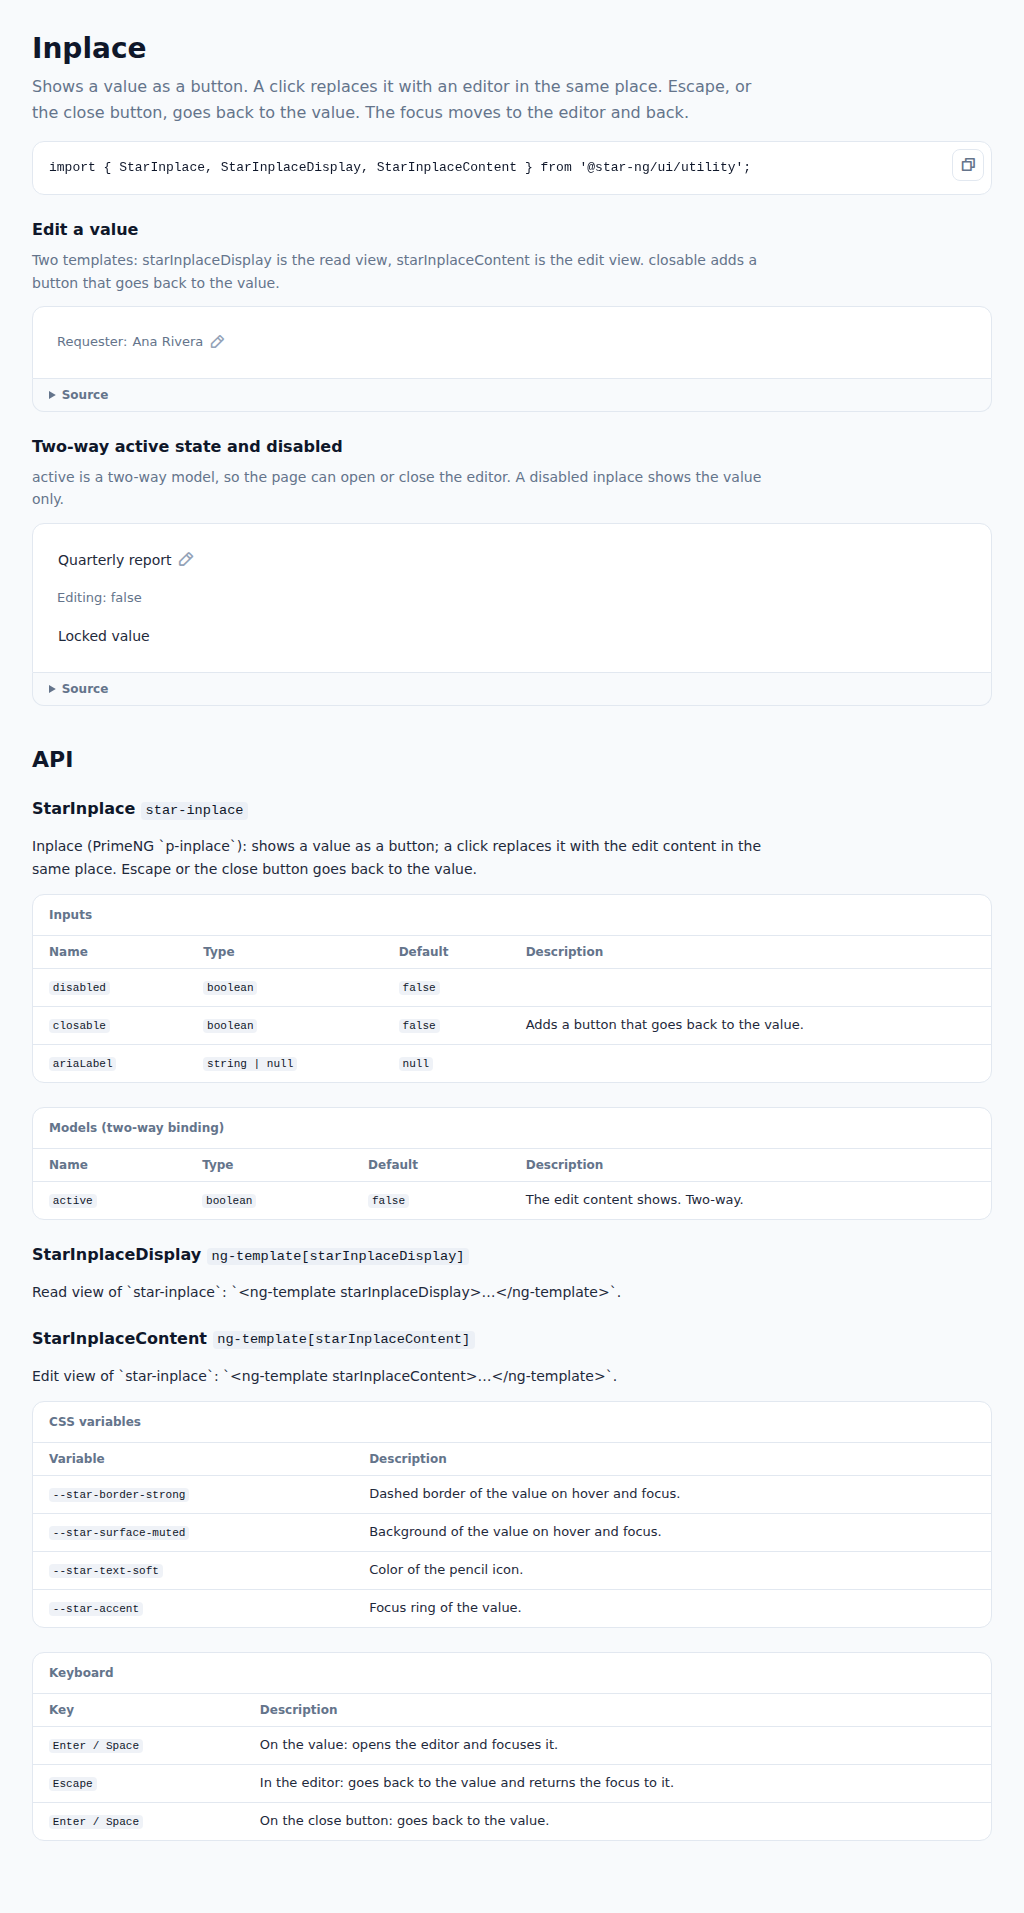 Inplace
Shows a value as a button. A click replaces it with an editor in the same place. Escape, or
the close button, goes back to the value. The focus moves to the editor and back.
import { StarInplace, StarInplaceDisplay, StarInplaceContent } from '@star-ng/ui/utility';
Edit a value
Two templates: starInplaceDisplay is the read view, starInplaceContent is the edit view. closable adds a
button that goes back to the value.
Requester: Ana Rivera
Source
Two-way active state and disabled
active is a two-way model, so the page can open or close the editor. A disabled inplace shows the value
only.
Quarterly report
Editing: false
Locked value
Source
API
StarInplace star-inplace
Inplace (PrimeNG `p-inplace`): shows a value as a button; a click replaces it with the edit content in the
same place. Escape or the close button goes back to the value.
Inputs
Name Type Default Description
disabled boolean false
closable boolean false Adds a button that goes back to the value.
ariaLabel string | null null
Models (two-way binding)
Name Type Default Description
active boolean false The edit content shows. Two-way.
StarInplaceDisplay ng-template[starInplaceDisplay]
Read view of `star-inplace`: `<ng-template starInplaceDisplay>…</ng-template>`.
StarInplaceContent ng-template[starInplaceContent]
Edit view of `star-inplace`: `<ng-template starInplaceContent>…</ng-template>`.
CSS variables
Variable Description
--star-border-strong Dashed border of the value on hover and focus.
--star-surface-muted Background of the value on hover and focus.
--star-text-soft Color of the pencil icon.
--star-accent Focus ring of the value.
Keyboard
Key Description
Enter / Space On the value: opens the editor and focuses it.
Escape In the editor: goes back to the value and returns the focus to it.
Enter / Space On the close button: goes back to the value.